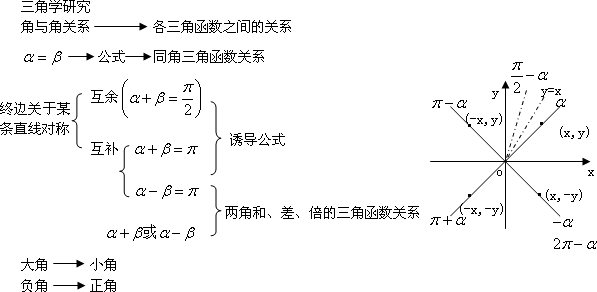 三角学研究
角与角关系 → 各三角函数之间的关系
α = β → 公式 → 同角三角函数关系
终边关于某
条直线对称
互余(α + β = π/2)
互补
α + β = π
α − β = π
诱导公式
α + β或α − β
两角和、差、倍的三角函数关系
大角 → 小角
负角 → 正角
π/2 − α
y
y=x
π − α
α
(-x, y)
(x, y)
o
x
(-x, -y)
(x, -y)
π + α
−α
2π − α